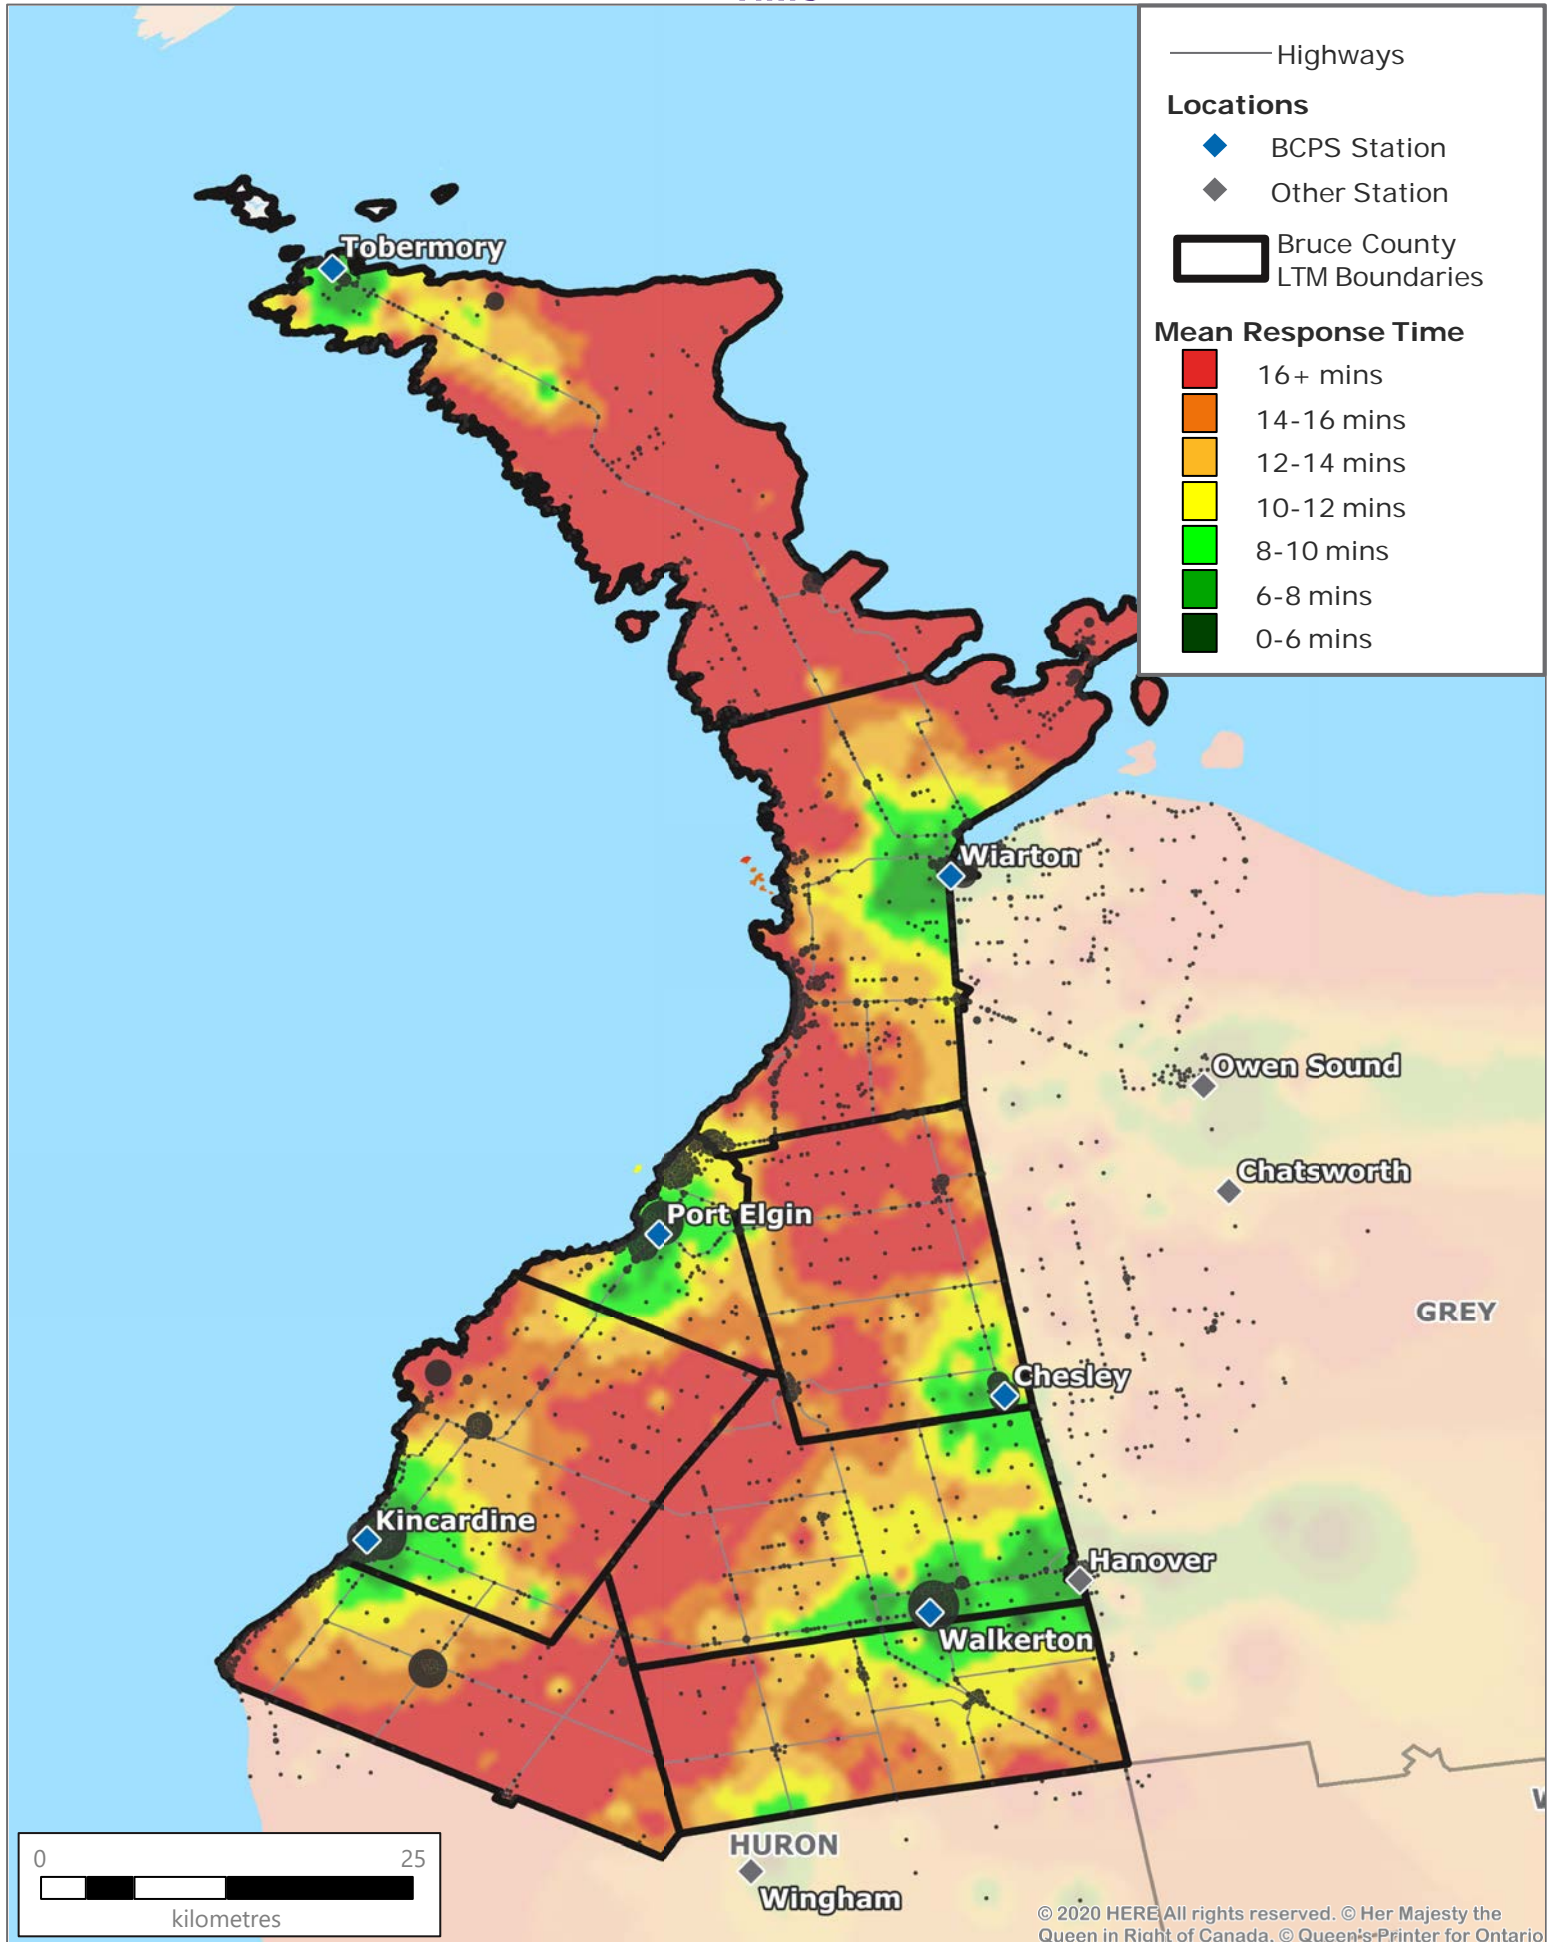 Highways
Locations
BCPS Station
Other Station
Bruce County
LTM Boundaries
Mean Response Time
16+ mins
14-16 mins
12-14 mins
10-12 mins
8-10 mins
6-8 mins
0-6 mins
Tobermory
Wiarton
Owen Sound
Chatsworth
Port Elgin
GREY
Chesley
Kincardine
Hanover
Walkerton
HURON
Wingham
0 25
kilometres
© 2020 HERE All rights reserved. © Her Majesty the
Queen in Right of Canada, © Queen's Printer for Ontario